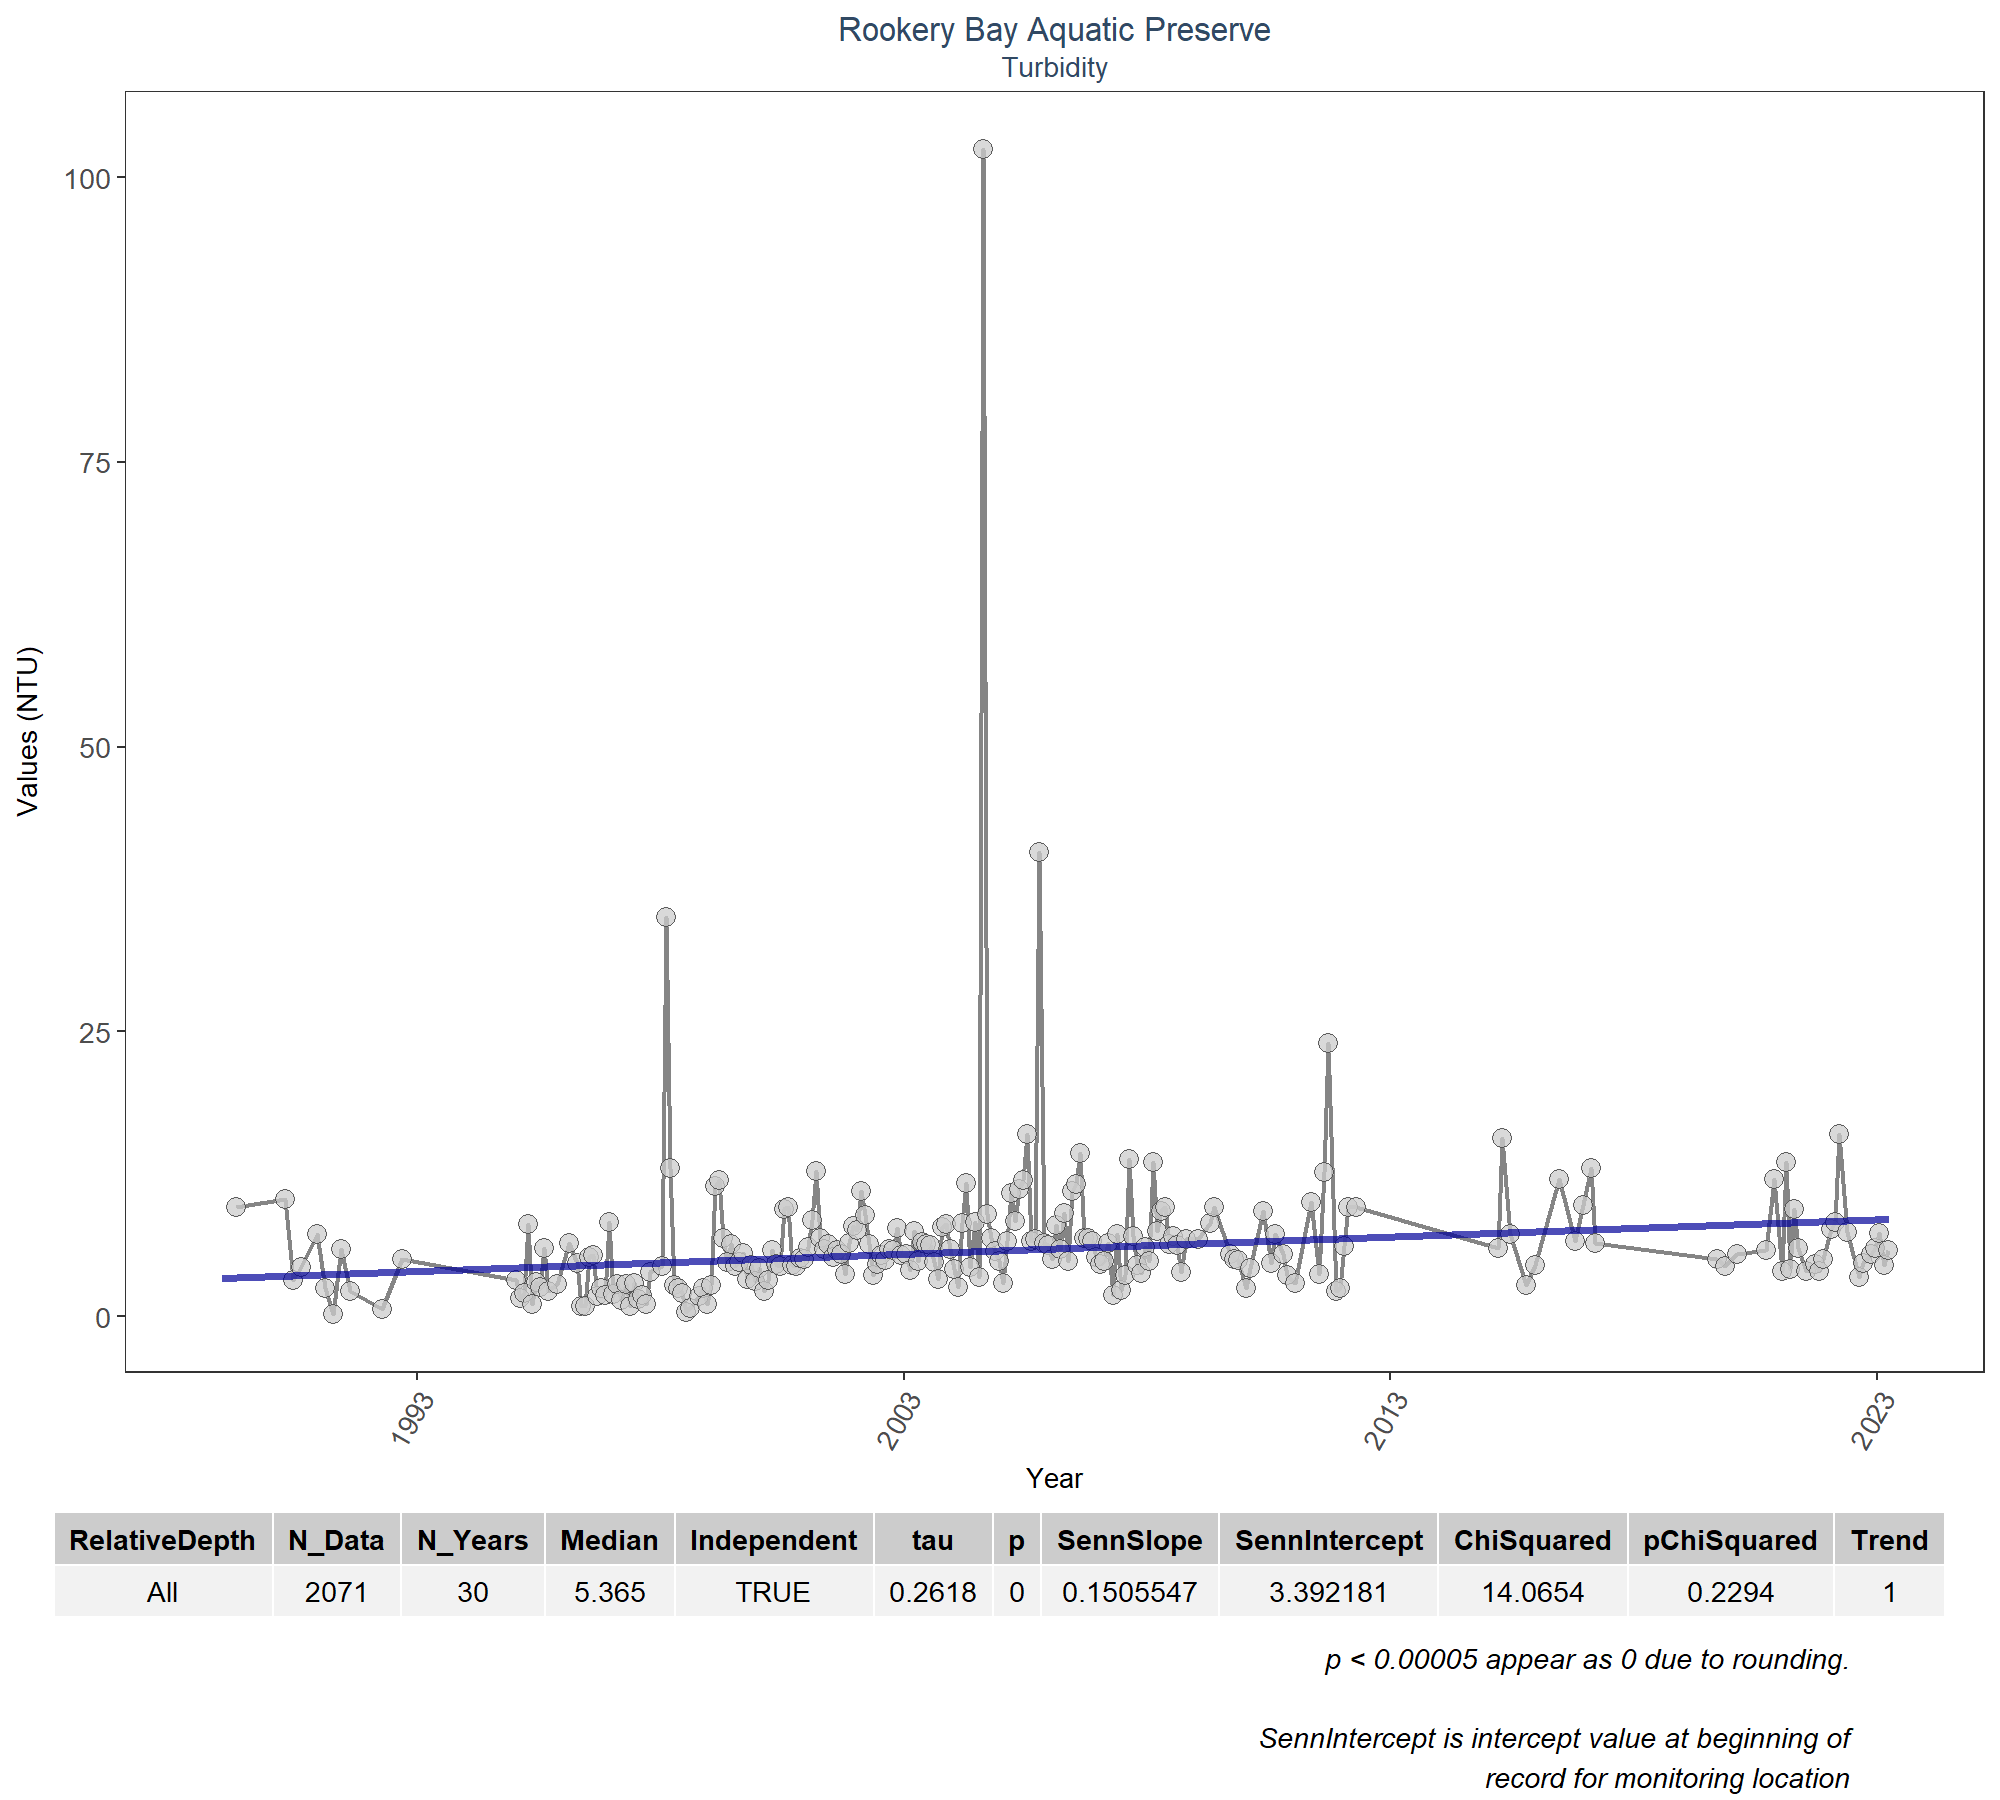 Rookery Bay Aquatic Preserve
Turbidity
100
75
50
25
0
Values (NTU)
1993
2003
2013
2023
Year
RelativeDepth N_Data N_Years Median Independent tau p SennSlope SennIntercept ChiSquared pChiSquared Trend
All 2071 30 5.365 TRUE 0.2618 0 0.1505547 3.392181 14.0654 0.2294 1
p < 0.00005 appear as 0 due to rounding.
SennIntercept is intercept value at beginning of
record for monitoring location